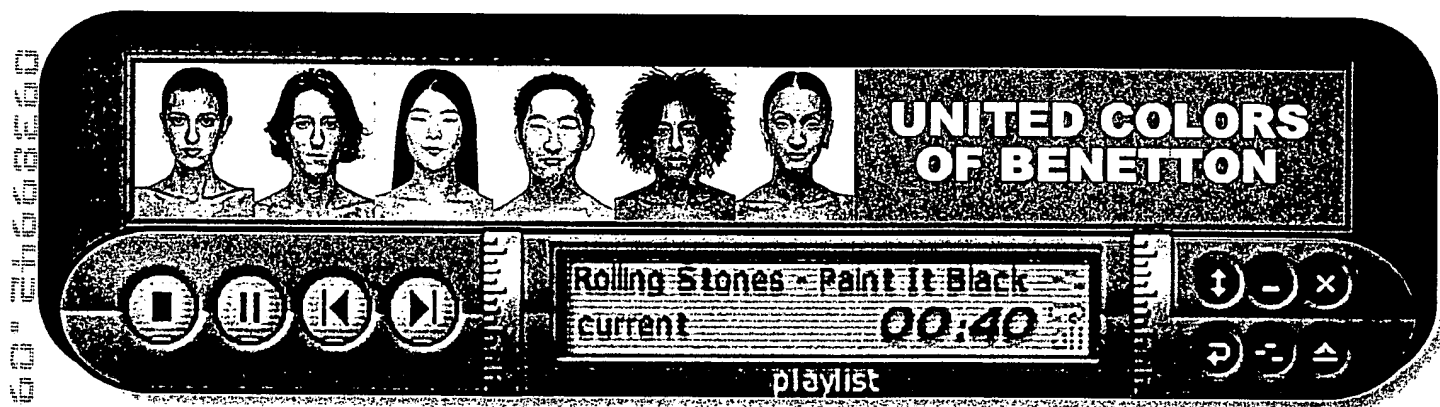 UNITED COLORS
OF BENETTON
Rolling Stones - Paint It Black
current 00:40
playlist